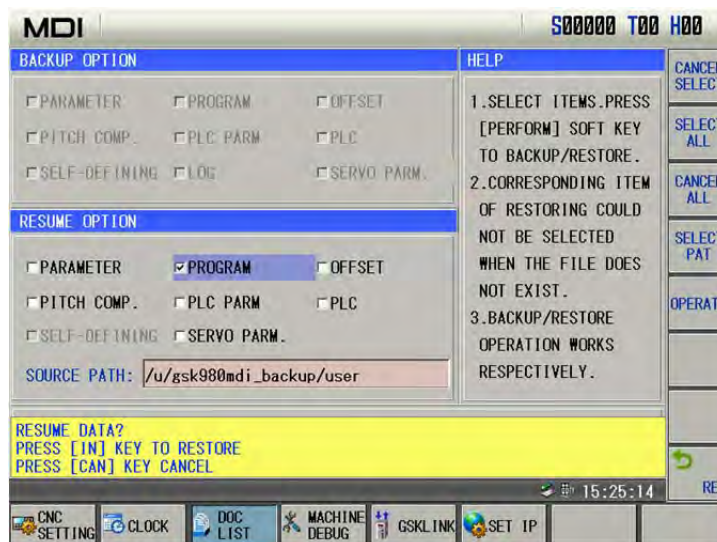 MDI
S00000 T00 H00
BACKUP OPTION
PARAMETER PROGRAM OFFSET
PITCH COMP. PLC PARM PLC
SELF-DEFINING LOG SERVO PARM.
RESUME OPTION
PARAMETER PROGRAM OFFSET
PITCH COMP. PLC PARM PLC
SELF-DEFINING SERVO PARM.
SOURCE PATH: /u/gsk980mdi_backup/user
HELP
1.SELECT ITEMS.PRESS
[PERFORM] SOFT KEY
TO BACKUP/RESTORE.
2.CORRESPONDING ITEM
OF RESTORING COULD
NOT BE SELECTED
WHEN THE FILE DOES
NOT EXIST.
3.BACKUP/RESTORE
OPERATION WORKS
RESPECTIVELY.
CANCEL
SELEC
SELEC
ALL
CANCEL
ALL
SELEC
PAT
OPERAT
RE
RESUME DATA?
PRESS [IN] KEY TO RESTORE
PRESS [CAN] KEY CANCEL
15:25:14
CNC
SETTING
CLOCK
DOC
LIST
MACHINE
DEBUG
GSKLINK
SET IP